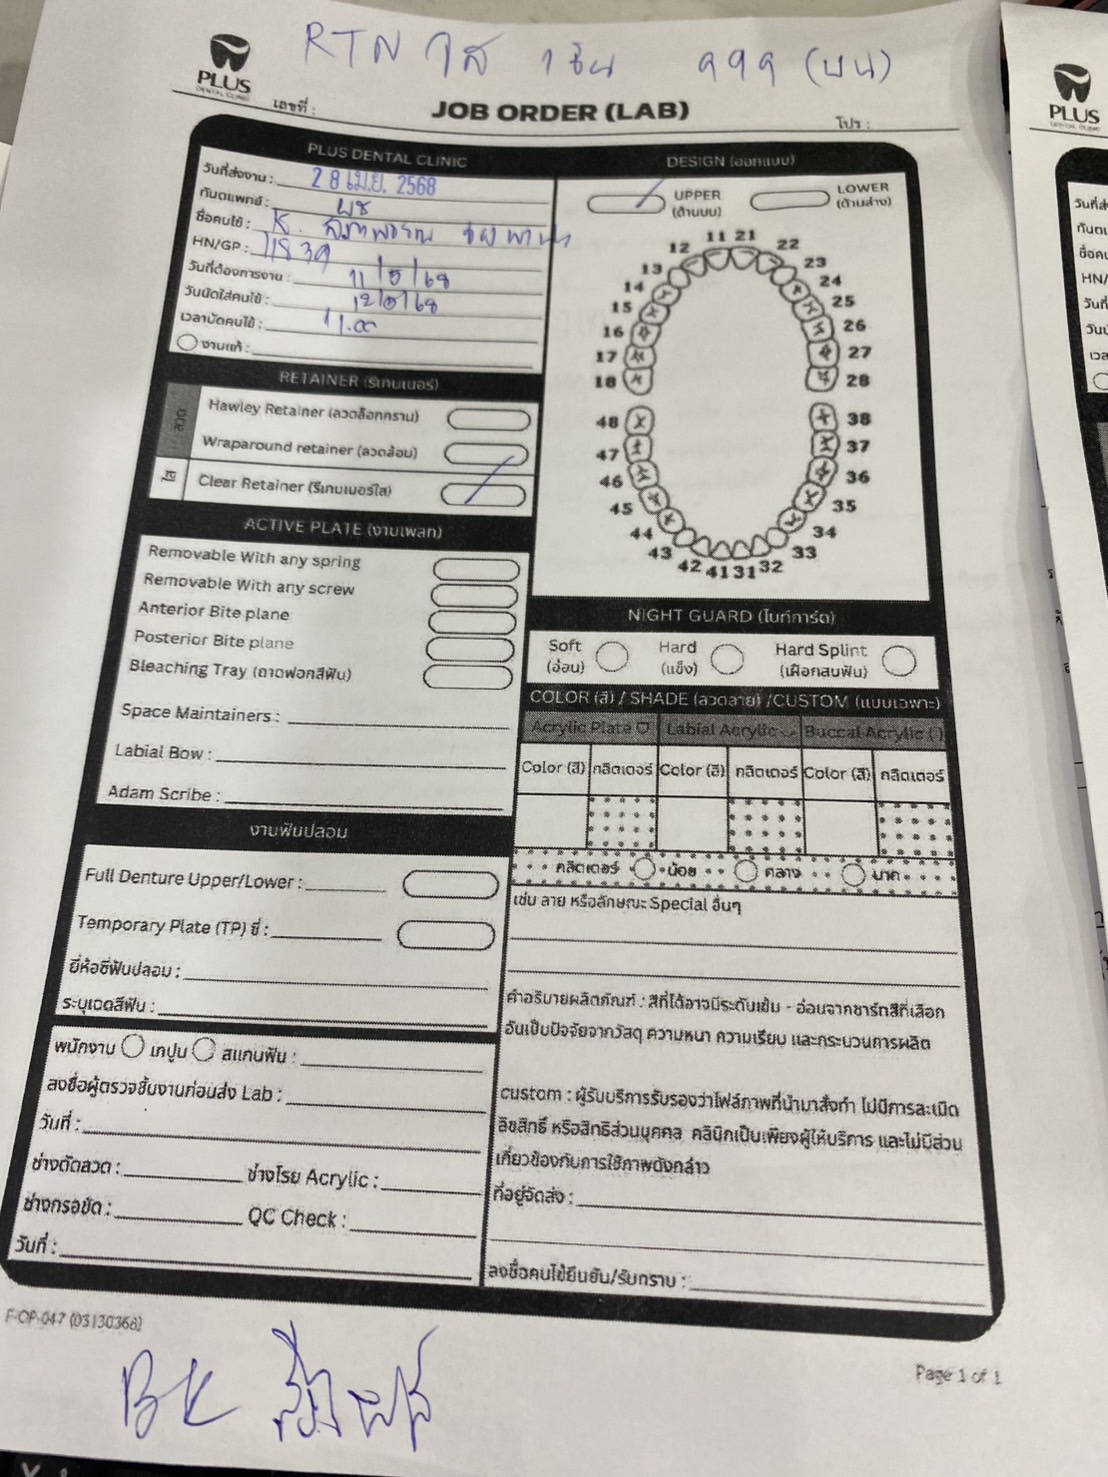 RTN ใส 1 ชิ้น 999 (บน)
PLUS
DENTAL CLINIC
เลขที่ :
JOB ORDER (LAB)
โปร :
PLUS DENTAL CLINIC
วันที่ส่งงาน : 28 เม.ย. 2568
ทันตแพทย์ :
ชื่อคนไข้ : K.
HN/GP : 11839
วันที่ต้องการงาน : 11/5/68
วันนัดใส่คนไข้ : 12/5/68
เวลานัดคนไข้ : 11.00
งานแก้ :
DESIGN (ออกแบบ)
UPPER (ด้านบน)
LOWER (ด้านล่าง)
11 21
12 22
13 23
14 24
15 25
16 26
17 27
18 28
48 38
47 37
46 36
45 35
44 34
43 33
42 41 31 32
RETAINER (รีเทนเนอร์)
ลวด
Hawley Retainer (ลวดล็อกกราม)
Wraparound retainer (ลวดล้อม)
ใส
Clear Retainer (รีเทนเนอร์ใส)
ACTIVE PLATE (งานเพลท)
Removable With any spring
Removable With any screw
Anterior Bite plane
Posterior Bite plane
Bleaching Tray (ถาดฟอกสีฟัน)
Space Maintainers :
Labial Bow :
Adam Scribe :
NIGHT GUARD (ไนท์การ์ด)
Soft (อ่อน)
Hard (แข็ง)
Hard Splint (เฝือกสบฟัน)
COLOR (สี) / SHADE (ลวดลาย) /CUSTOM (แบบเฉพาะ)
Acrylic Plate Labial Acrylic Buccal Acrylic ()
Color (สี) กลิตเตอร์ Color (สี) กลิตเตอร์ Color (สี) กลิตเตอร์
กลิตเตอร์ น้อย กลาง มาก
เช่น ลาย หรือลักษณะ Special อื่นๆ
คำอธิบายผลิตภัณฑ์ : สีที่ได้อาจมีระดับเข้ม - อ่อนจากชาร์ตสีที่เลือก
อันเป็นปัจจัยจากวัสดุ ความหนา ความเรียบ และกระบวนการผลิต
custom : ผู้รับบริการรับรองว่าไฟล์ภาพที่นำมาสั่งทำ ไม่มีการละเมิด
ลิขสิทธิ์ หรือสิทธิส่วนบุคคล คลินิกเป็นเพียงผู้ให้บริการ และไม่มีส่วน
เกี่ยวข้องกับการใช้ภาพดังกล่าว
ที่อยู่จัดส่ง :
ลงชื่อคนไข้ยืนยัน/รับทราบ :
งานฟันปลอม
Full Denture Upper/Lower :
Temporary Plate (TP) ซี่ :
ยี่ห้อซี่ฟันปลอม :
ระบุเฉดสีฟัน :
พนักงาน เทปูน สแกนฟัน :
ลงชื่อผู้ตรวจชิ้นงานก่อนส่ง Lab :
วันที่ :
ช่างดัดลวด : ช่างโรย Acrylic :
ช่างกรอขัด : QC Check :
วันที่ :
F-OP-047 (03130368)
Page 1 of 1
BK
PLUS
DENTAL CLINIC